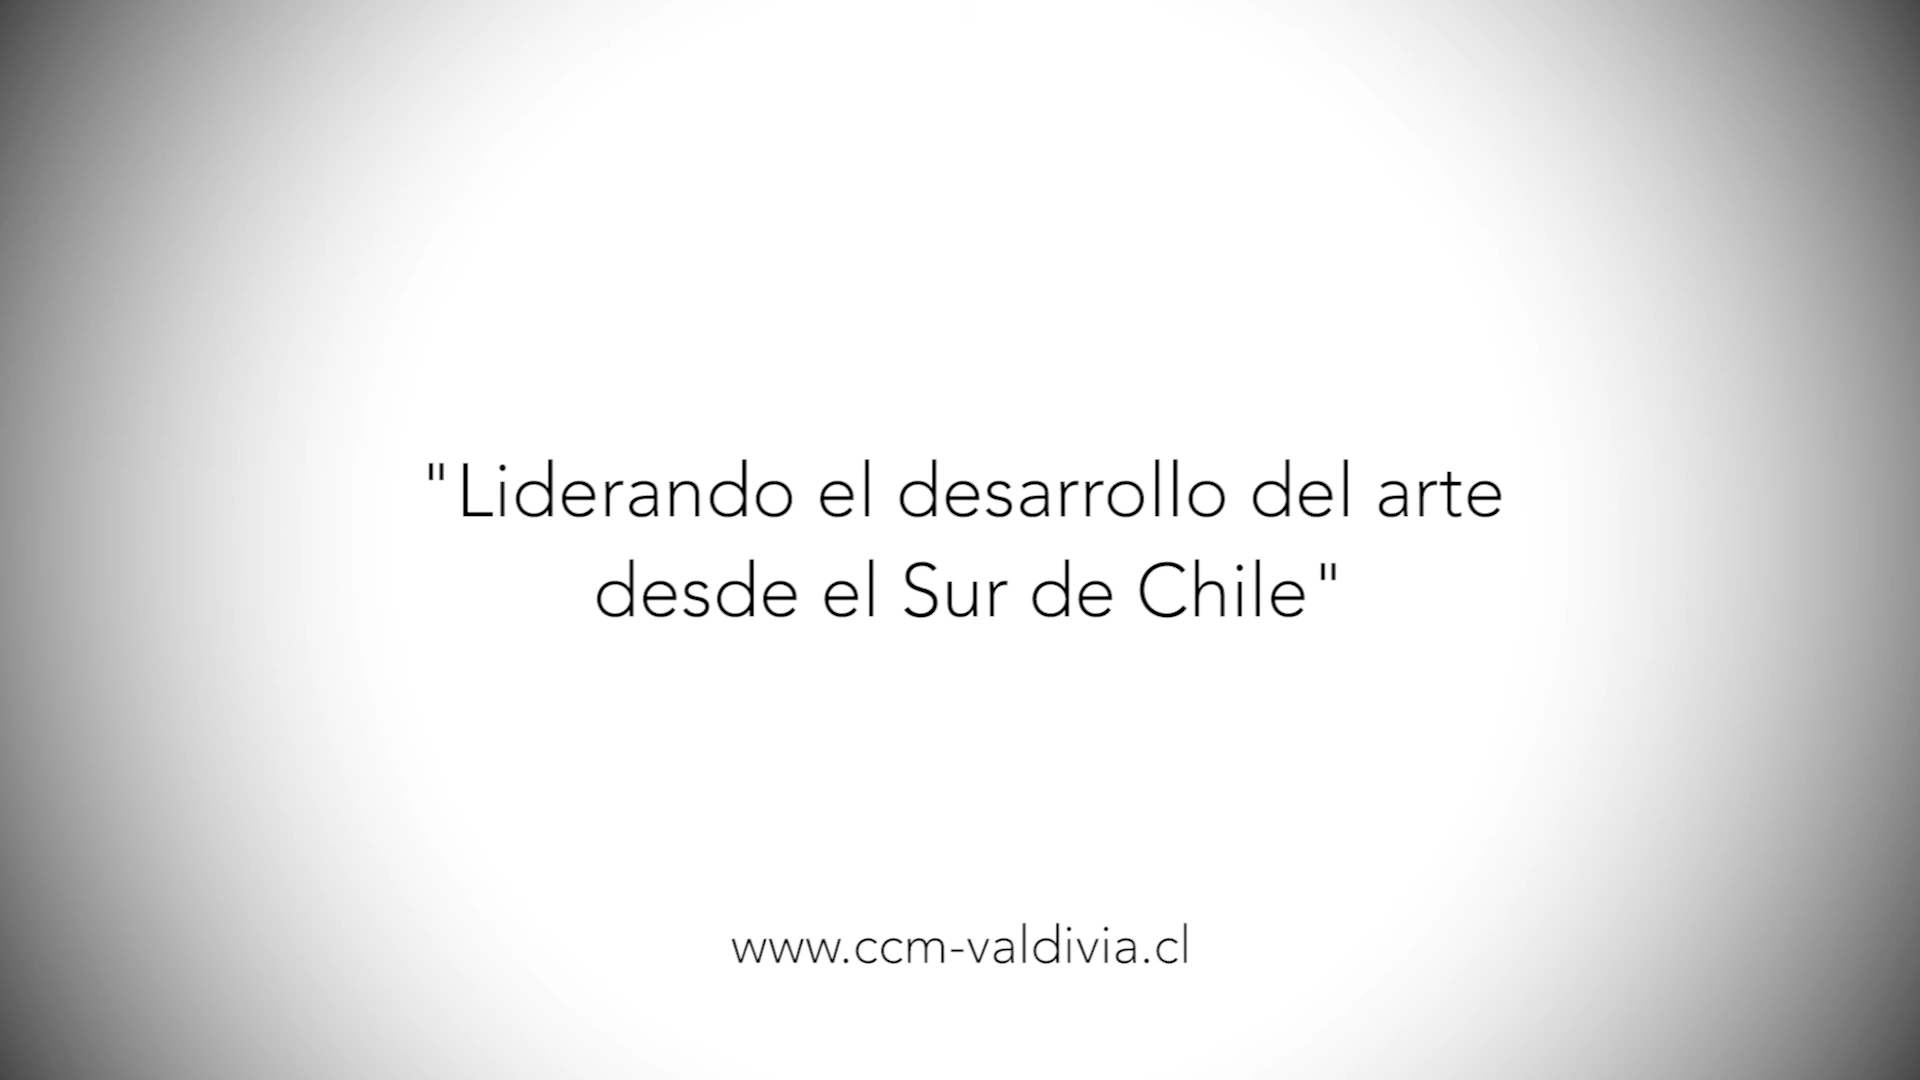 "Liderando el desarrollo del arte
desde el Sur de Chile"
www.ccm-valdivia.cl